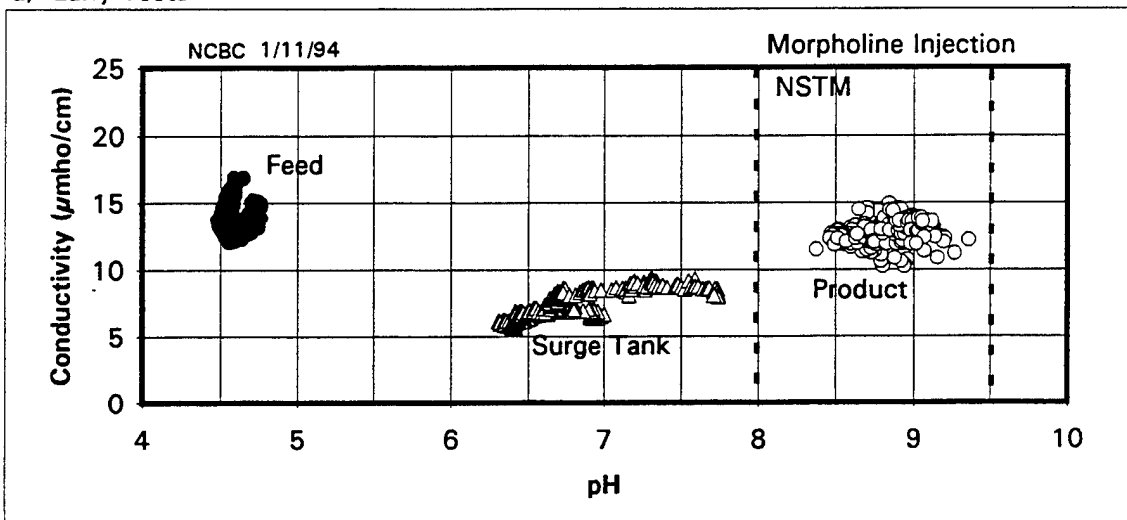 NCBC 1/11/94
Morpholine Injection
25
20
15
10
5
0
Conductivity (µmho/cm)
NSTM
Feed
Product
Surge Tank
4 5 6 7 8 9 10
pH